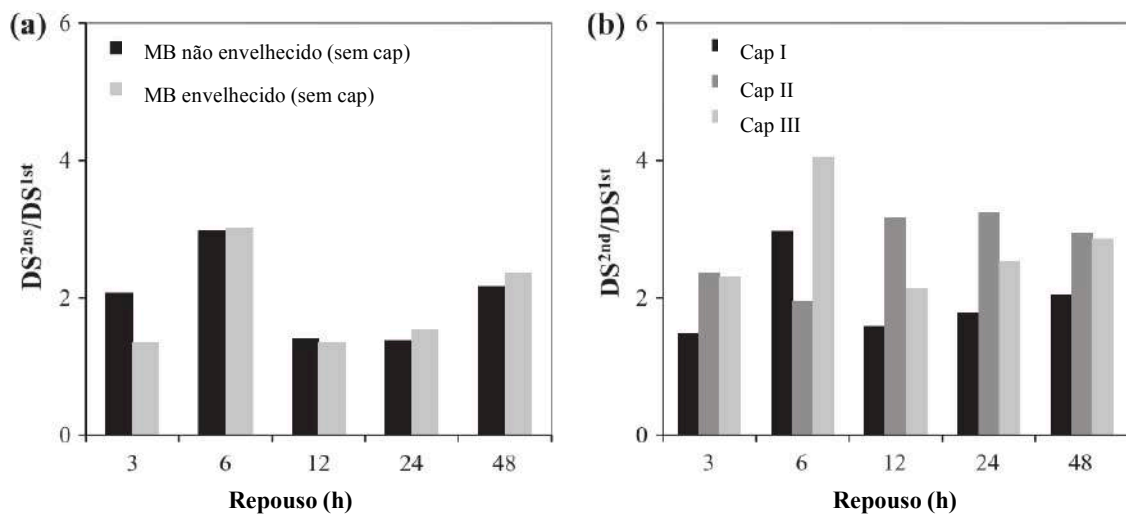 (a)
6
4
2
0
DS2ns/DS1st
MB não envelhecido (sem cap)
MB envelhecido (sem cap)
3 6 12 24 48
Repouso (h)
(b)
6
4
2
0
DS2nd/DS1st
Cap I
Cap II
Cap III
3 6 12 24 48
Repouso (h)